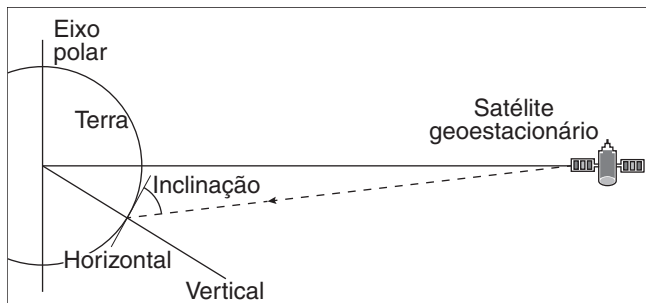 Eixo
polar
Terra
Satélite
geoestacionário
Inclinação
Horizontal
Vertical